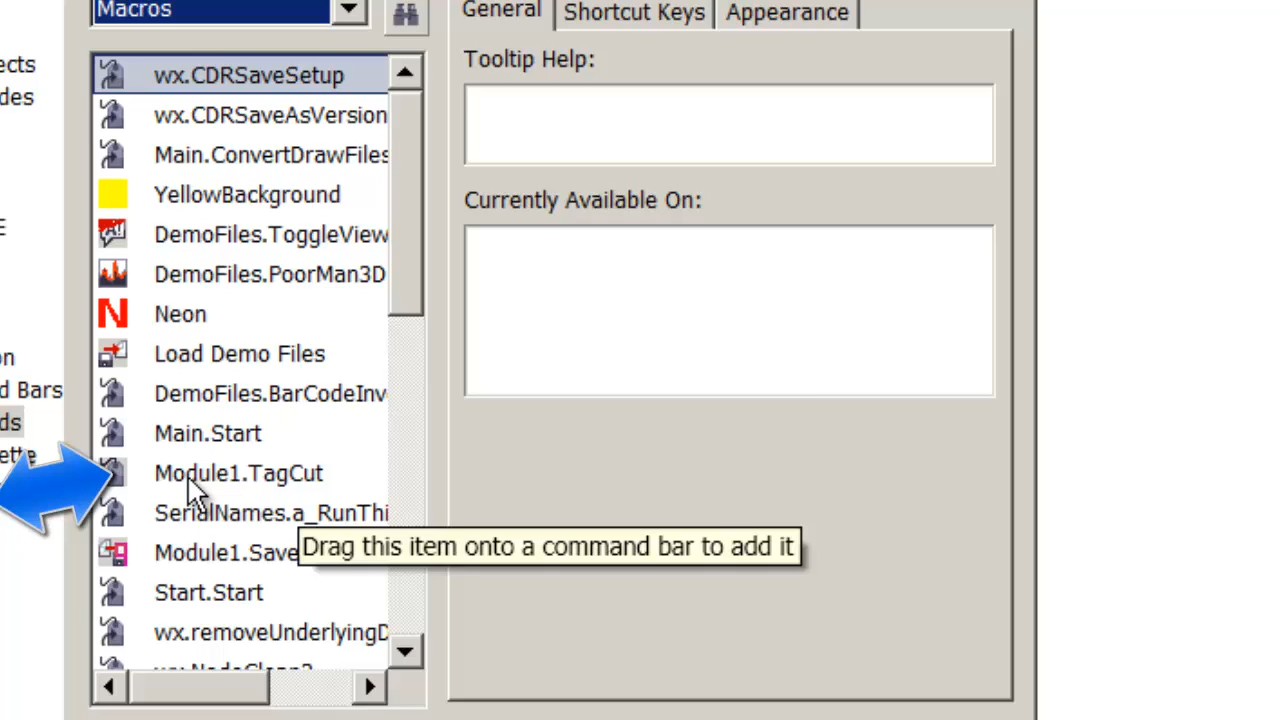 Macros
General
Shortcut Keys
Appearance
ects
des
E
on
d Bars
ds
ette
wx.CDRSaveSetup
wx.CDRSaveAsVersion
Main.ConvertDrawFiles
YellowBackground
DemoFiles.ToggleView
DemoFiles.PoorMan3D
Neon
Load Demo Files
DemoFiles.BarCodeInv
Main.Start
Module1.TagCut
SerialNames.a_RunThi
Module1.Save
Start.Start
wx.removeUnderlyingD
wx.NodeClean2
Tooltip Help:
Currently Available On:
Drag this item onto a command bar to add it